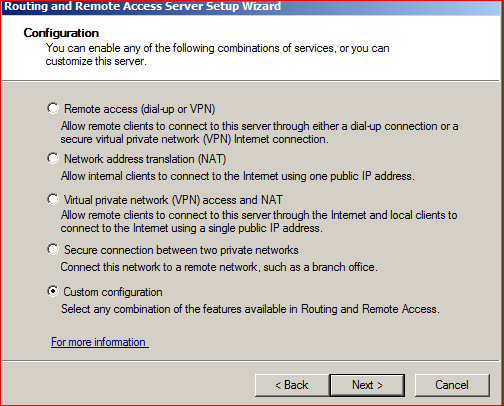 Routing and Remote Access Server Setup Wizard
Configuration
You can enable any of the following combinations of services, or you can
customize this server.
Remote access (dial-up or VPN)
Allow remote clients to connect to this server through either a dial-up connection or a
secure virtual private network (VPN) Internet connection.
Network address translation (NAT)
Allow internal clients to connect to the Internet using one public IP address.
Virtual private network (VPN) access and NAT
Allow remote clients to connect to this server through the Internet and local clients to
connect to the Internet using a single public IP address.
Secure connection between two private networks
Connect this network to a remote network, such as a branch office.
Custom configuration
Select any combination of the features available in Routing and Remote Access.
For more information
< Back Next > Cancel